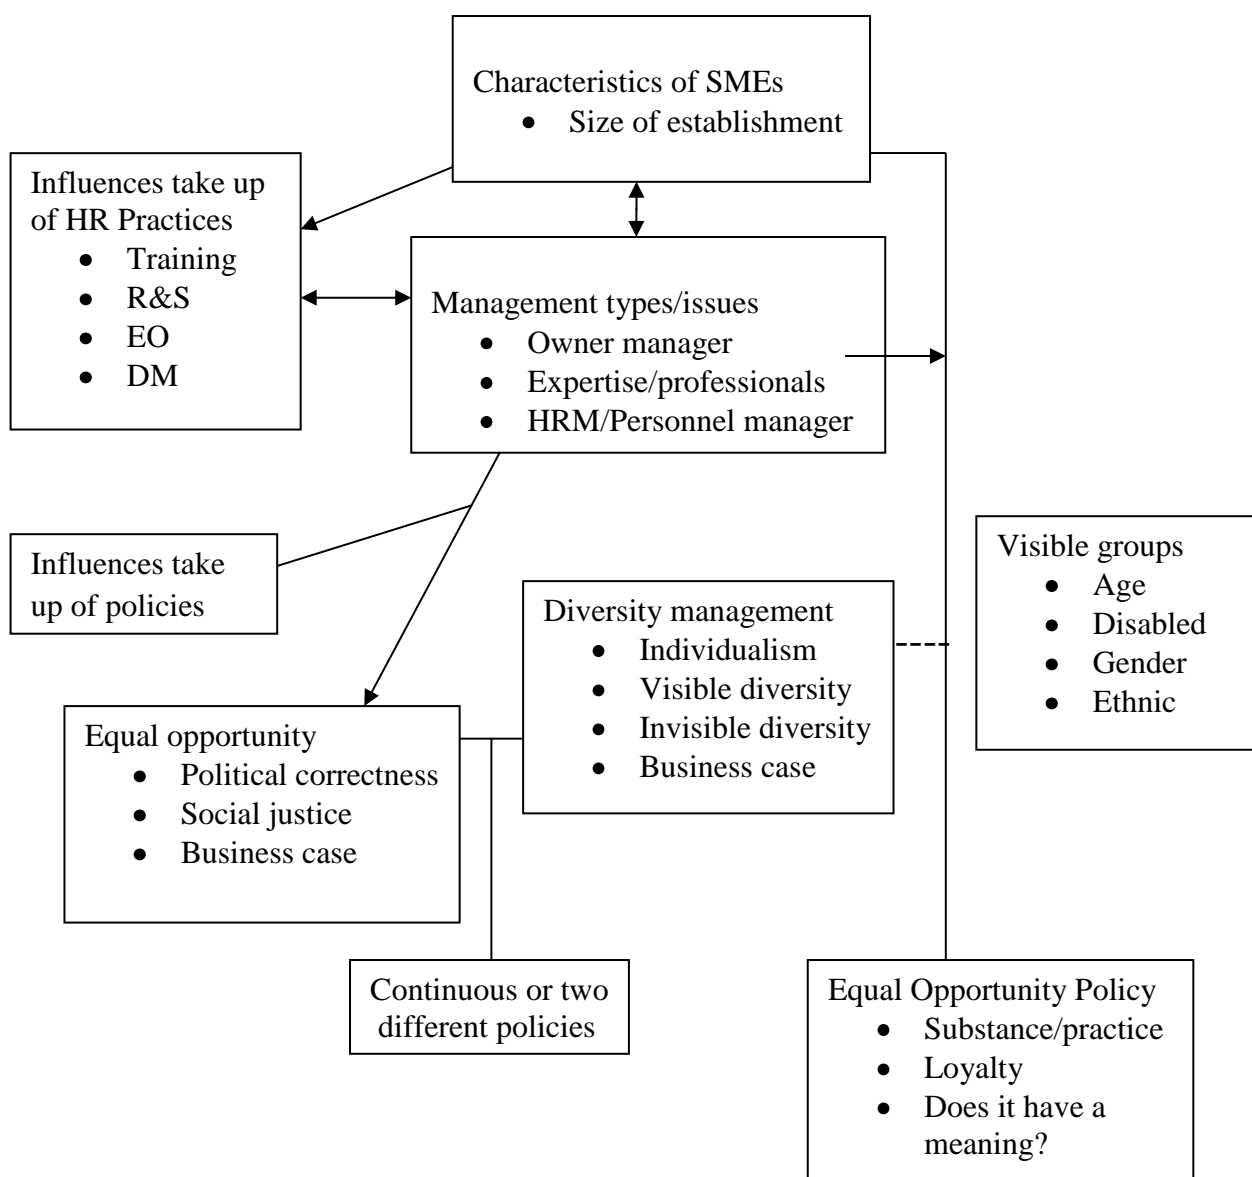 Characteristics of SMEs
● Size of establishment
Influences take up
of HR Practices
● Training
● R&S
● EO
● DM
Management types/issues
● Owner manager
● Expertise/professionals
● HRM/Personnel manager
Influences take
up of policies
Visible groups
● Age
● Disabled
● Gender
● Ethnic
Diversity management
● Individualism
● Visible diversity
● Invisible diversity
● Business case
Equal opportunity
● Political correctness
● Social justice
● Business case
Continuous or two
different policies
Equal Opportunity Policy
● Substance/practice
● Loyalty
● Does it have a
meaning?